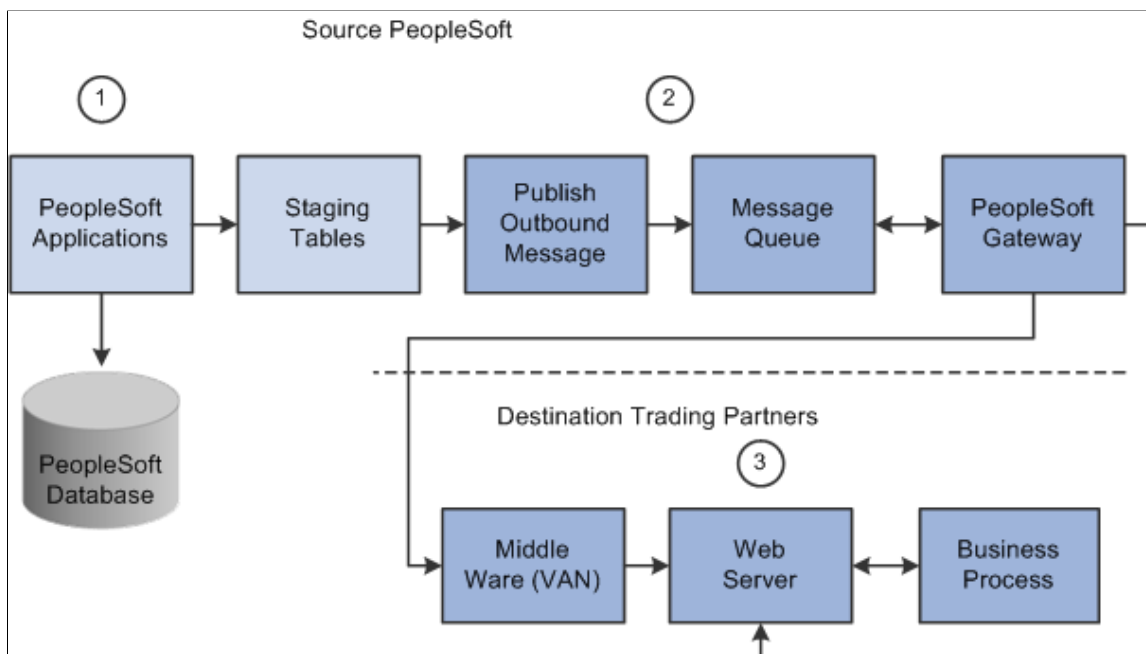 Source PeopleSoft
1
2
PeopleSoft
Applications
Staging
Tables
Publish
Outbound
Message
Message
Queue
PeopleSoft
Gateway
PeopleSoft
Database
Destination Trading Partners
3
Middle
Ware (VAN)
Web
Server
Business
Process